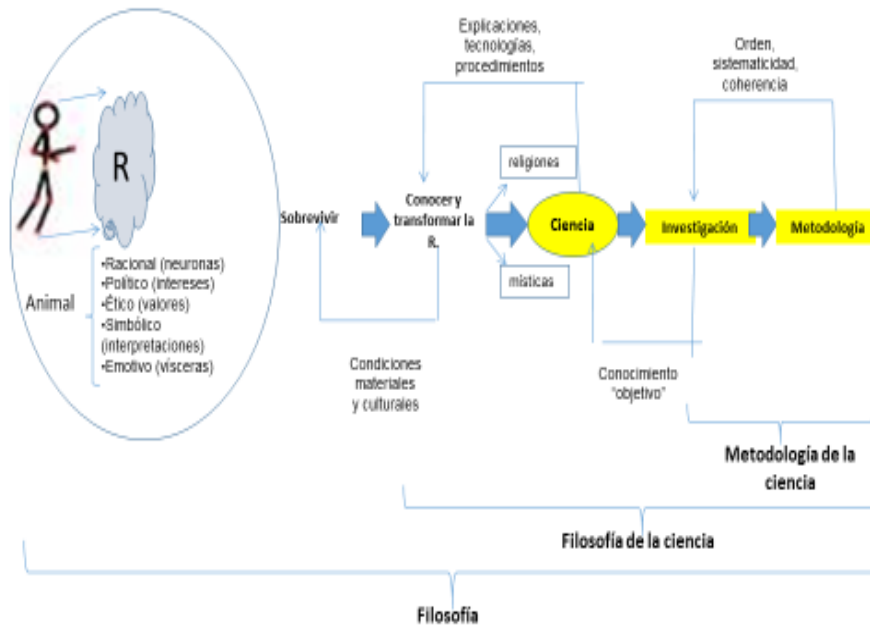 Explicaciones,
tecnologías,
procedimientos
Orden,
sistematicidad,
coherencia
R
religiones
Sobrevivir
Conocer y
transformar la
R.
Ciencia
Investigación
Metodología
místicas
Animal
•Racional (neuronas)
•Político (intereses)
•Ético (valores)
•Simbólico
(interpretaciones)
•Emotivo (vísceras)
Condiciones
materiales
y culturales
Conocimiento
"objetivo"
Metodología de la
ciencia
Filosofía de la ciencia
Filosofía